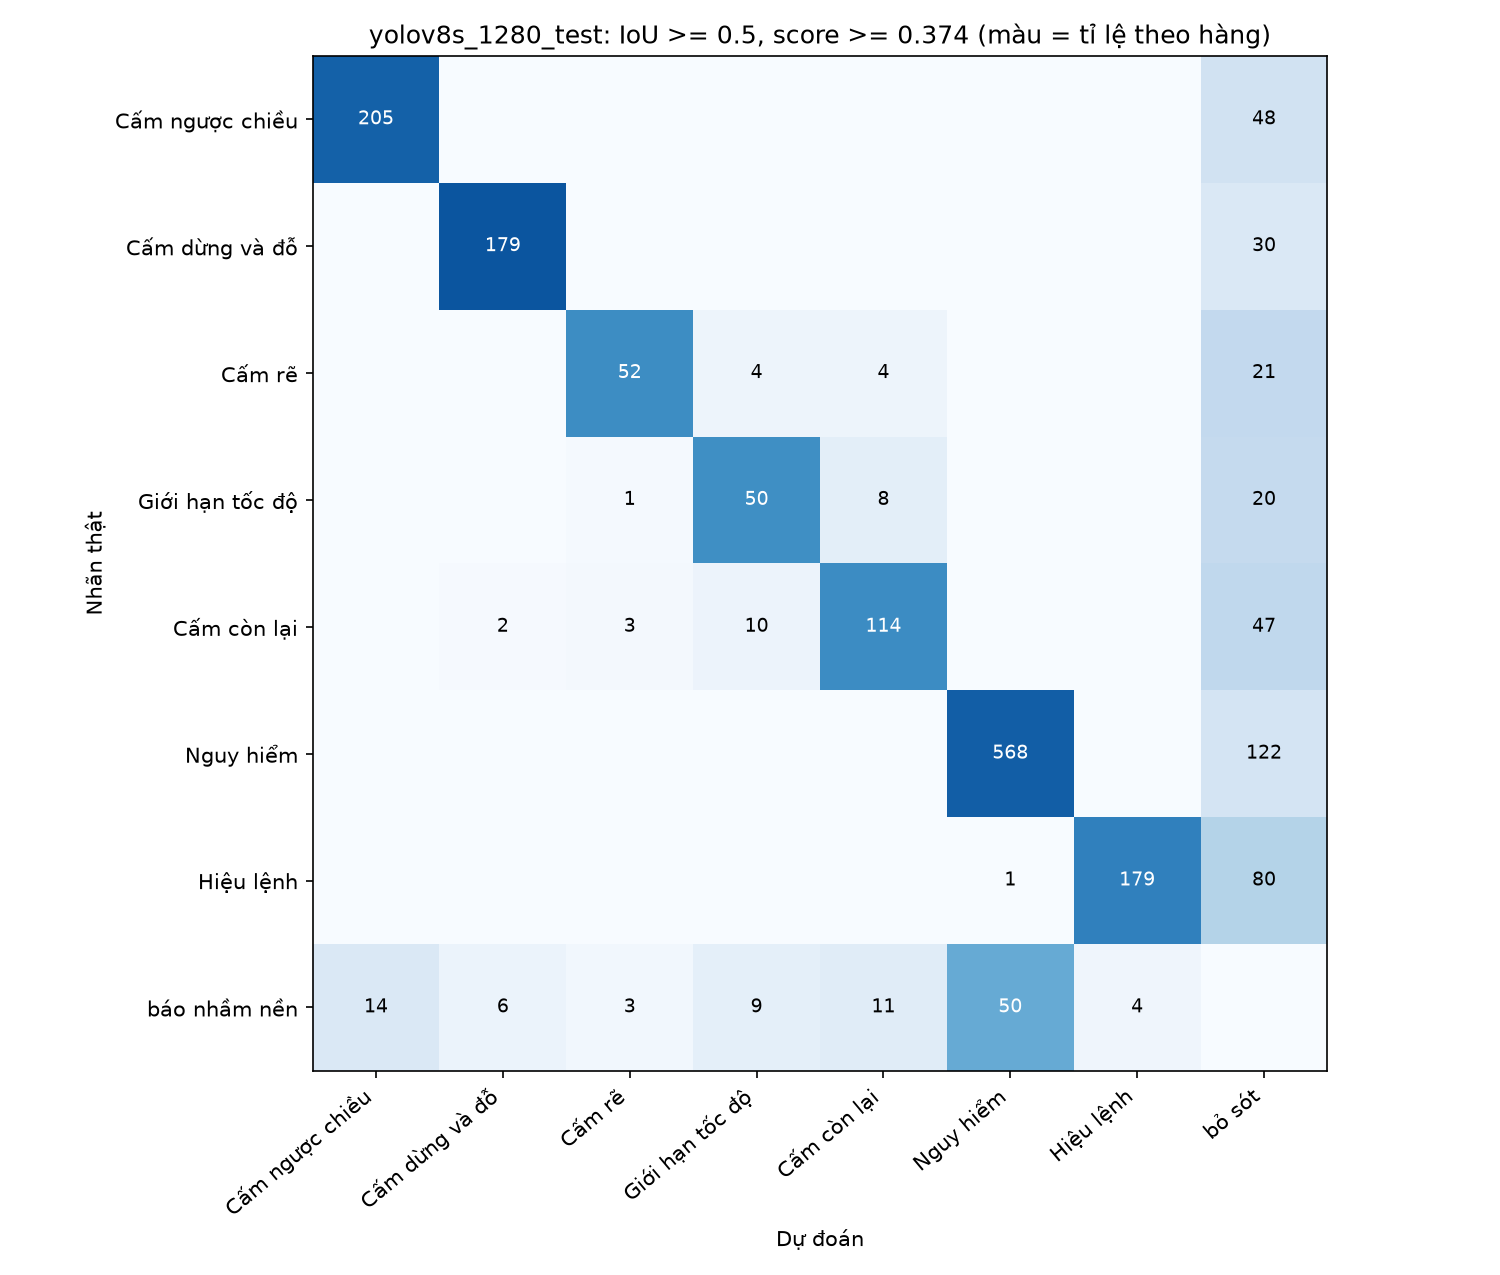 yolov8s_1280_test: IoU >= 0.5, score >= 0.374 (màu = tỉ lệ theo hàng)
Cấm ngược chiều 205 48
Cấm dừng và đỗ 179 30
Cấm rẽ 52 4 4 21
Giới hạn tốc độ 1 50 8 20
Nhãn thật
Cấm còn lại 2 3 10 114 47
Nguy hiểm 568 122
Hiệu lệnh 1 179 80
báo nhầm nền 14 6 3 9 11 50 4
Cấm ngược chiều
Cấm dừng và đỗ
Cấm rẽ
Giới hạn tốc độ
Cấm còn lại
Nguy hiểm
Hiệu lệnh
bỏ sót
Dự đoán